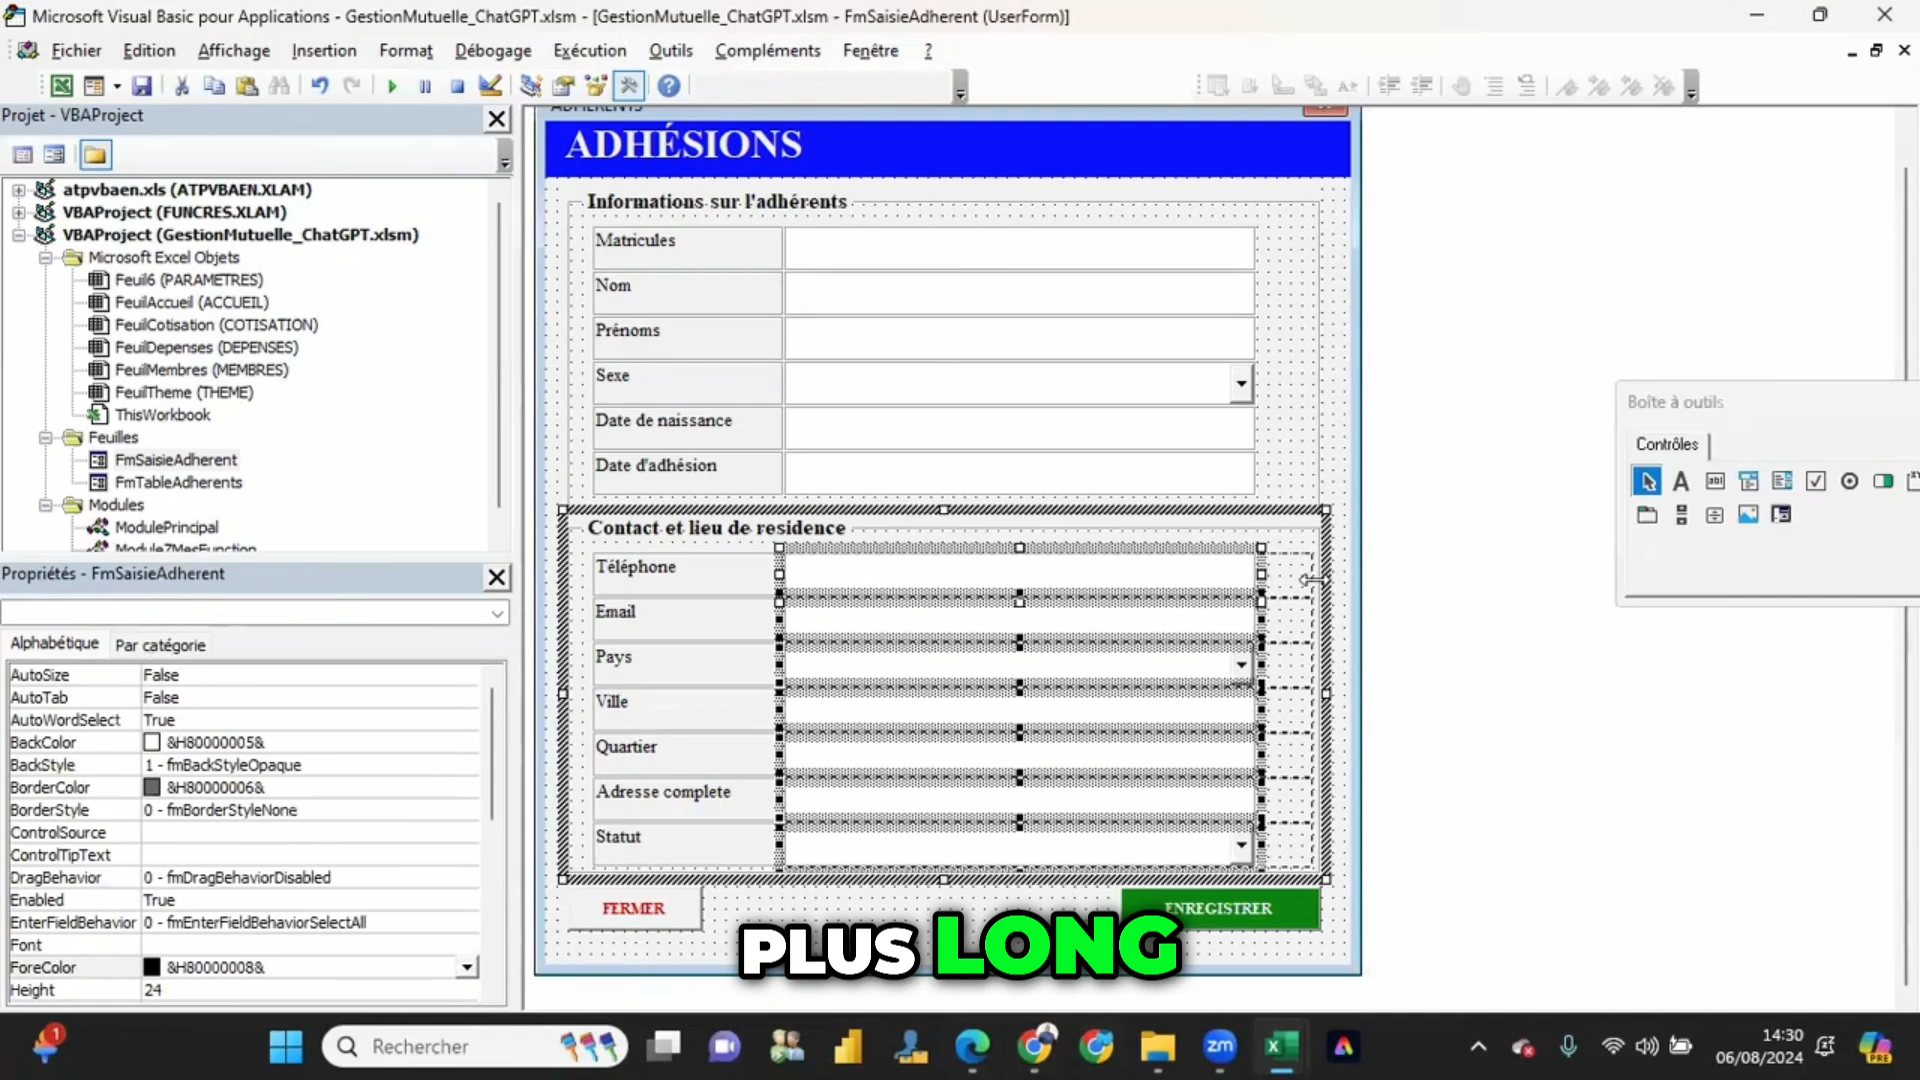 Microsoft Visual Basic pour Applications - GestionMutuelle_ChatGPT.xlsm - [GestionMutuelle_ChatGPT.xlsm - FmSaisieAdherent (UserForm)]
Fichier Edition Affichage Insertion Format Débogage Exécution Outils Compléments Fenêtre ?
Projet - VBAProject
atpvbaen.xls (ATPVBAEN.XLAM)
VBAProject (FUNCRES.XLAM)
VBAProject (GestionMutuelle_ChatGPT.xlsm)
Microsoft Excel Objets
Feuil6 (PARAMETRES)
FeuilAccueil (ACCUEIL)
FeuilCotisation (COTISATION)
FeuilDepenses (DEPENSES)
FeuilMembres (MEMBRES)
FeuilTheme (THEME)
ThisWorkbook
Feuilles
FmSaisieAdherent
FmTableAdherents
Modules
ModulePrincipal
Module7MesFunction
Propriétés - FmSaisieAdherent
Alphabétique Par catégorie
AutoSize False
AutoTab False
AutoWordSelect True
BackColor &H80000005&
BackStyle 1 - fmBackStyleOpaque
BorderColor &H80000006&
BorderStyle 0 - fmBorderStyleNone
ControlSource
ControlTipText
DragBehavior 0 - fmDragBehaviorDisabled
Enabled True
EnterFieldBehavior 0 - fmEnterFieldBehaviorSelectAll
Font
ForeColor &H80000008&
Height 24
ADHERENTS
ADHÉSIONS
Informations sur l'adhérents
Matricules
Nom
Prénoms
Sexe
Date de naissance
Date d'adhésion
Contact et lieu de residence
Téléphone
Email
Pays
Ville
Quartier
Adresse complete
Statut
FERMER ENREGISTRER
PLUS LONG
Boîte à outils
Contrôles
1
Rechercher
zm
14:30
06/08/2024
PRE